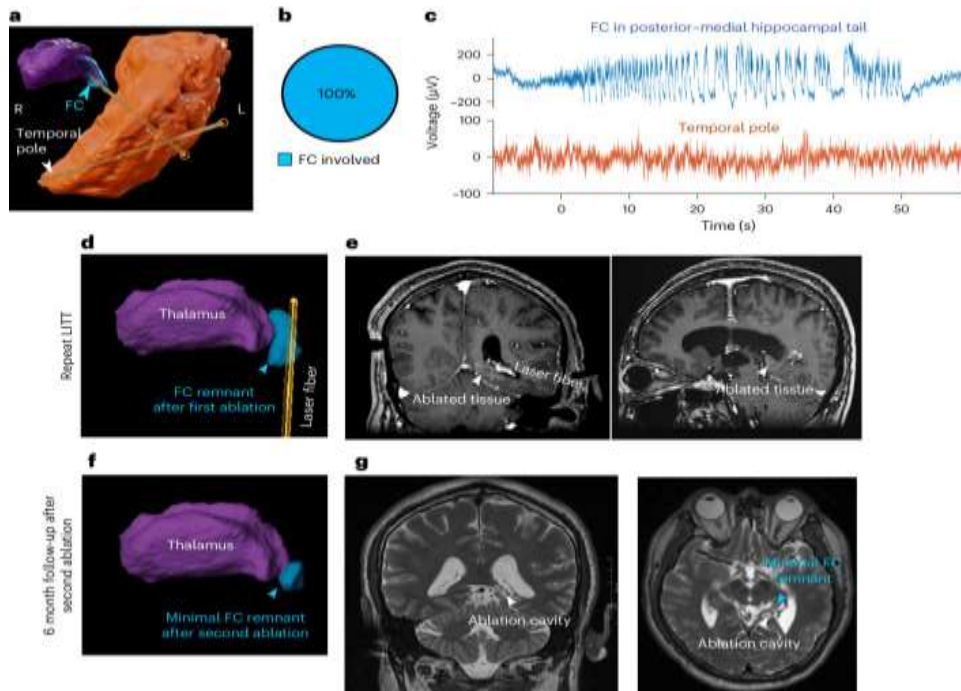 a
FC
R
L
Temporal
pole
b
100%
FC involved
c
FC in posterior–medial hippocampal tail
Voltage (µV)
200
0
−200
100
Temporal pole
0
−100
0
10
20
30
40
50
Time (s)
Repeat LITT
d
Thalamus
FC remnant
after first ablation
Laser fiber
e
Laser fiber
Ablated tissue
Ablated tissue
6 month follow-up after
second ablation
f
Thalamus
Minimal FC remnant
after second ablation
g
Ablation cavity
Minimal FC
remnant
Ablation cavity